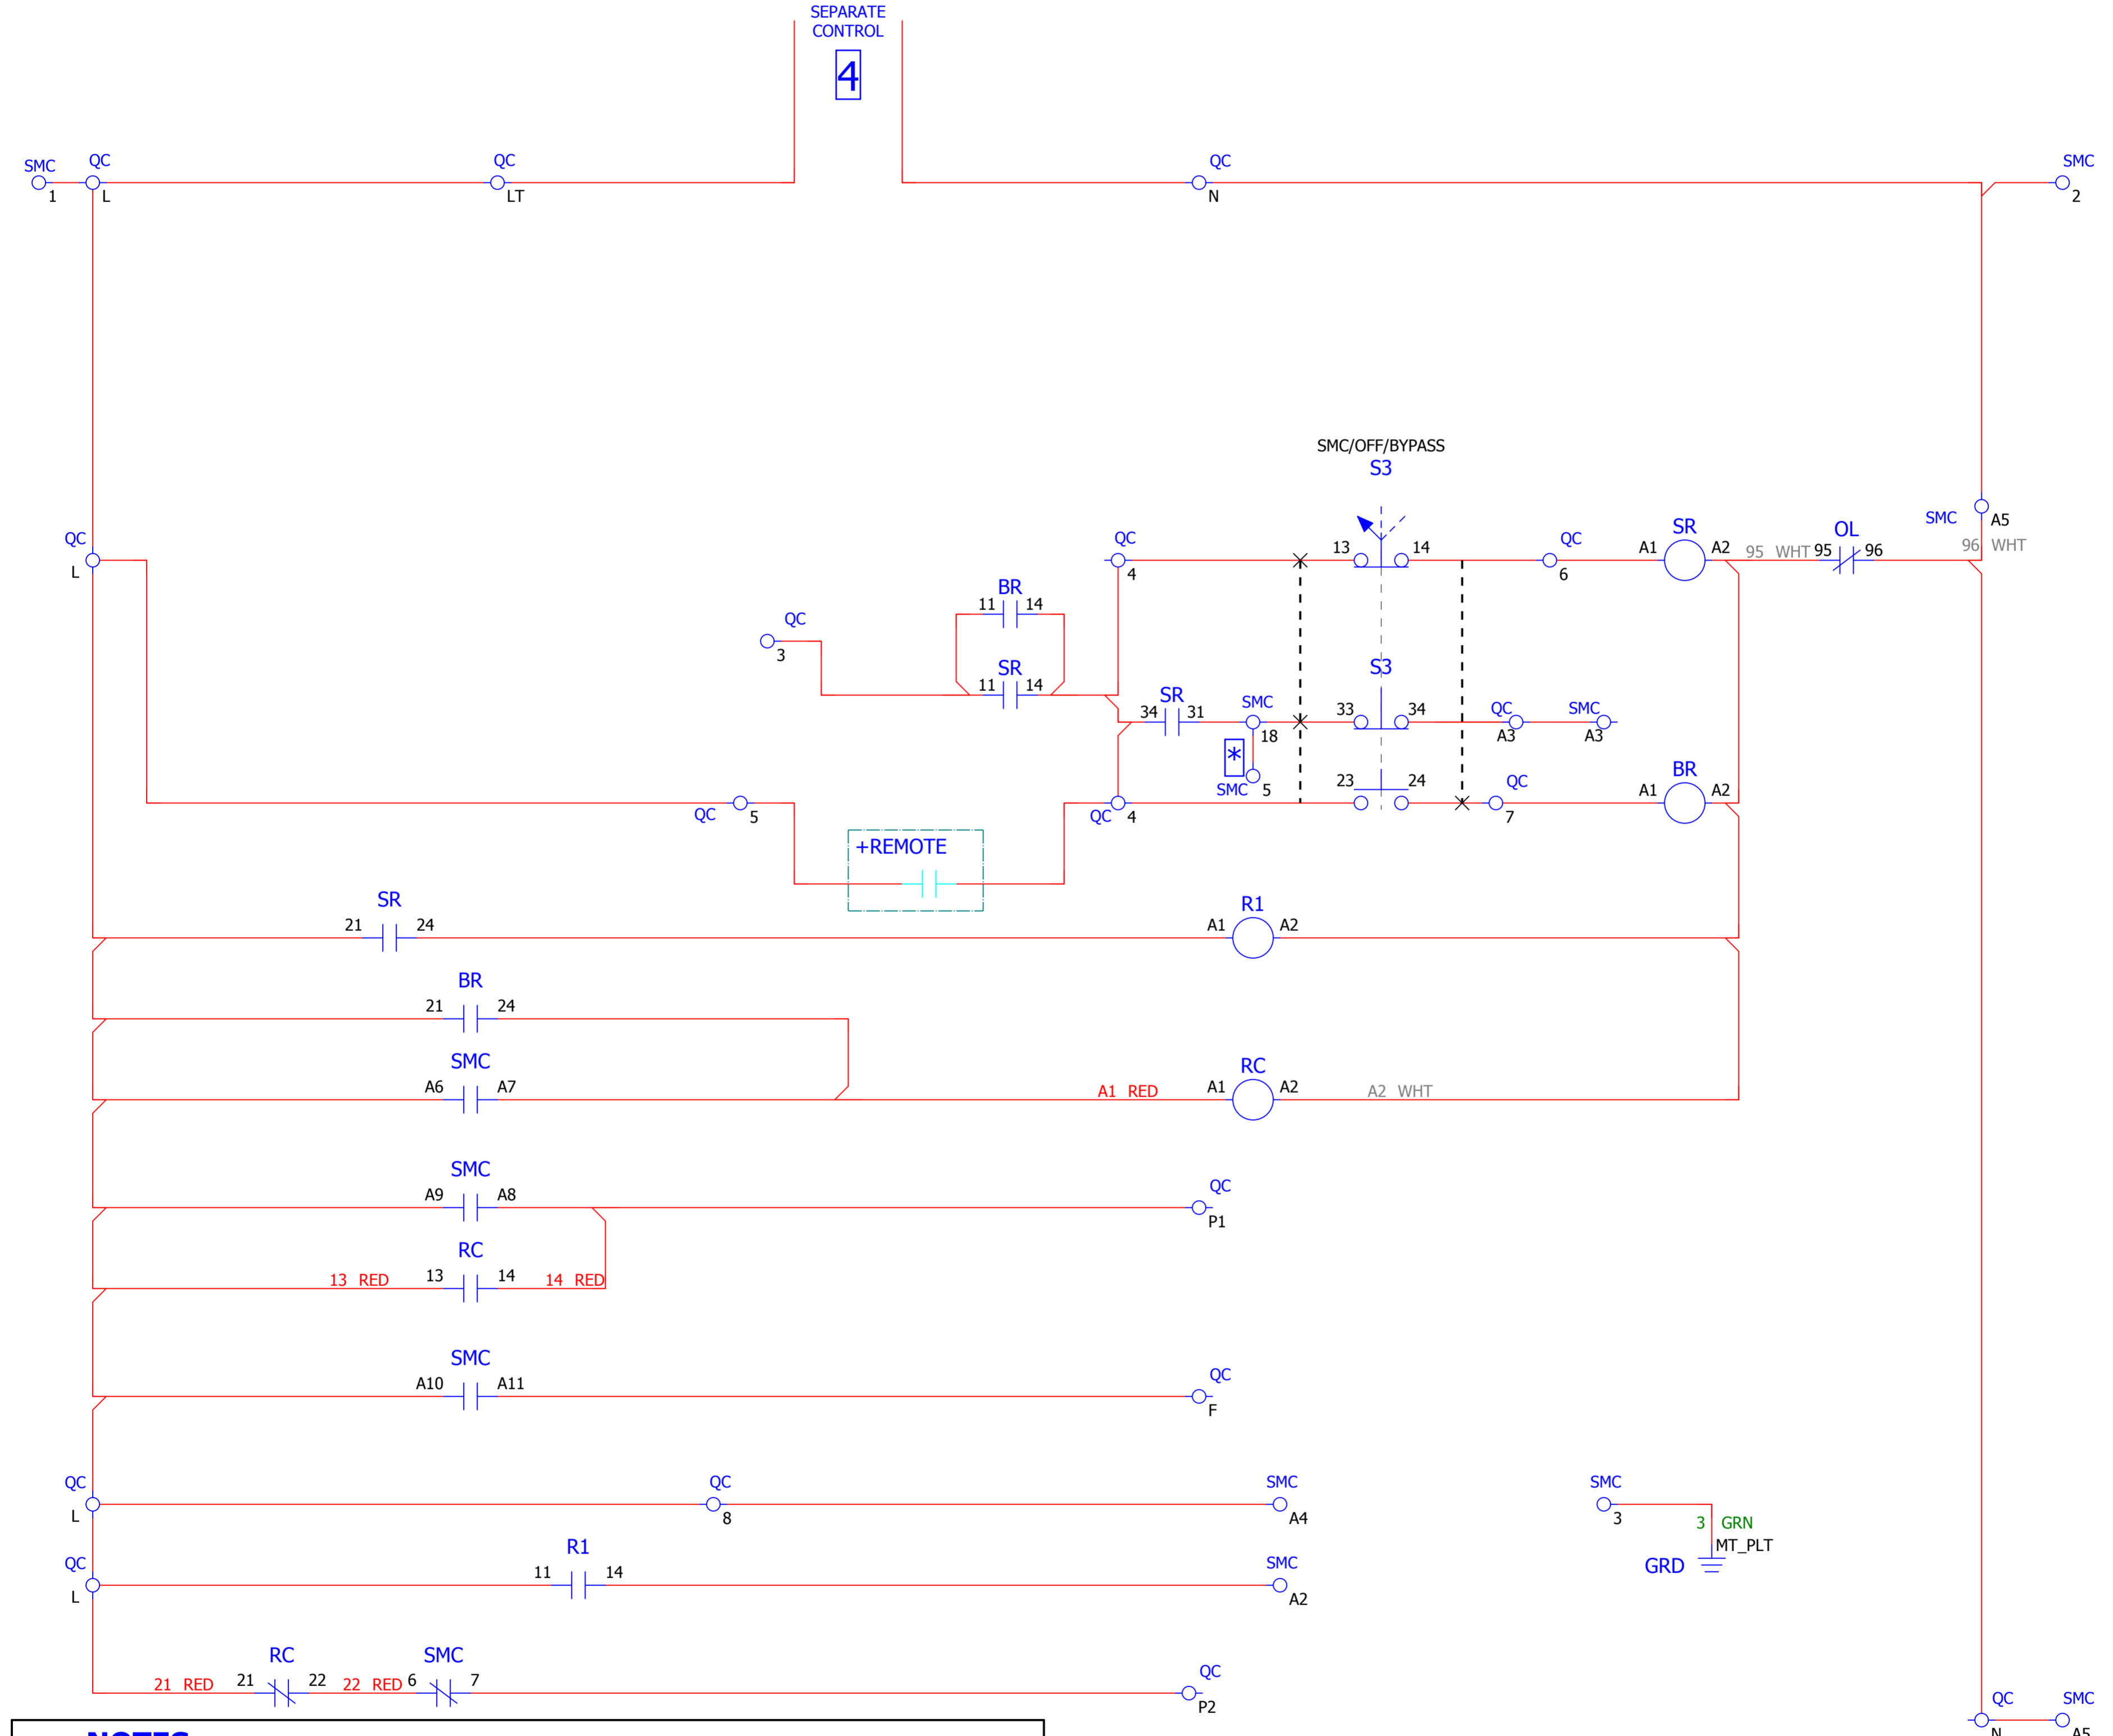 SEPARATE
CONTROL
4
SMC
1
QC
L
QC
LT
QC
N
SMC
2
SMC/OFF/BYPASS
S3
QC
L
QC
4
13
14
QC
6
SR
A1
A2
95 WHT
OL
95
96
SMC
A5
96 WHT
BR
11
14
QC
3
SR
11
14
SR
34
31
SMC
18
*
SMC
5
S3
33
34
QC
A3
SMC
A3
QC
5
QC
4
23
24
QC
7
BR
A1
A2
+REMOTE
SR
21
24
R1
A1
A2
BR
21
24
SMC
A6
A7
A1 RED
RC
A1
A2
A2 WHT
SMC
A9
A8
QC
P1
RC
13 RED
13
14
14 RED
SMC
A10
A11
QC
F
QC
L
QC
8
SMC
A4
SMC
3
3 GRN
MT_PLT
GRD
QC
L
R1
11
14
SMC
A2
RC
21 RED
21
22
22 RED
SMC
6
7
QC
P2
QC
N
SMC
A5
NOTES